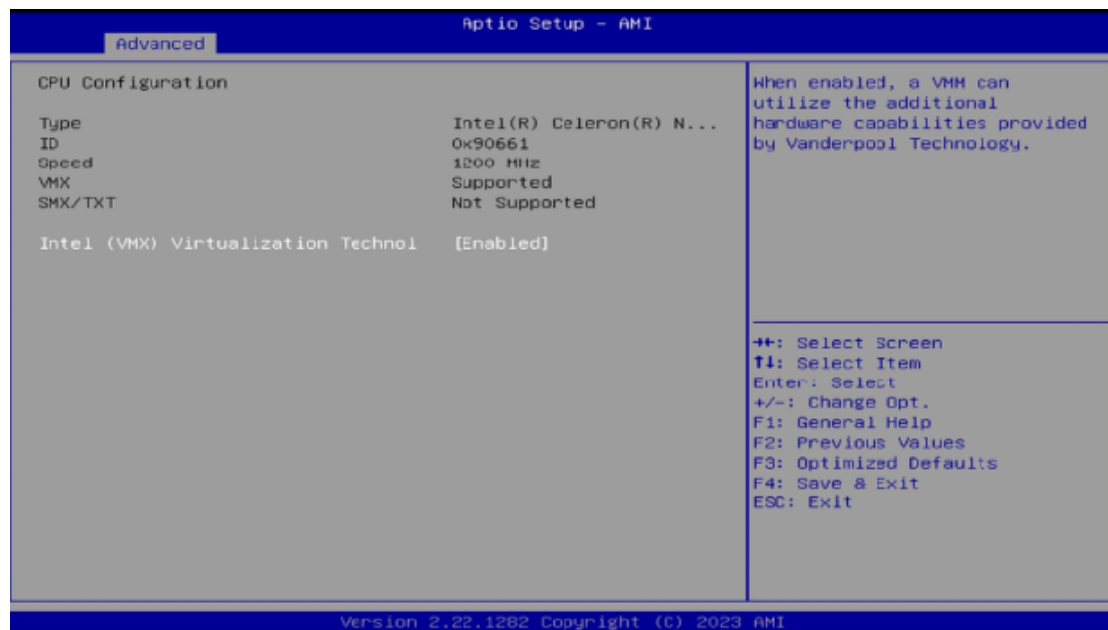 Aptio Setup - AMI
Advanced
CPU Configuration
Type Intel(R) Celeron(R) N...
ID 0x90661
Speed 1200 MHz
VMX Supported
SMX/TXT Not Supported
Intel (VMX) Virtualization Technol [Enabled]
When enabled, a VMM can
utilize the additional
hardware capabilities provided
by Vanderpool Technology.
→←: Select Screen
↑↓: Select Item
Enter: Select
+/-: Change Opt.
F1: General Help
F2: Previous Values
F3: Optimized Defaults
F4: Save & Exit
ESC: Exit
Version 2.22.1282 Copyright (C) 2023 AMI